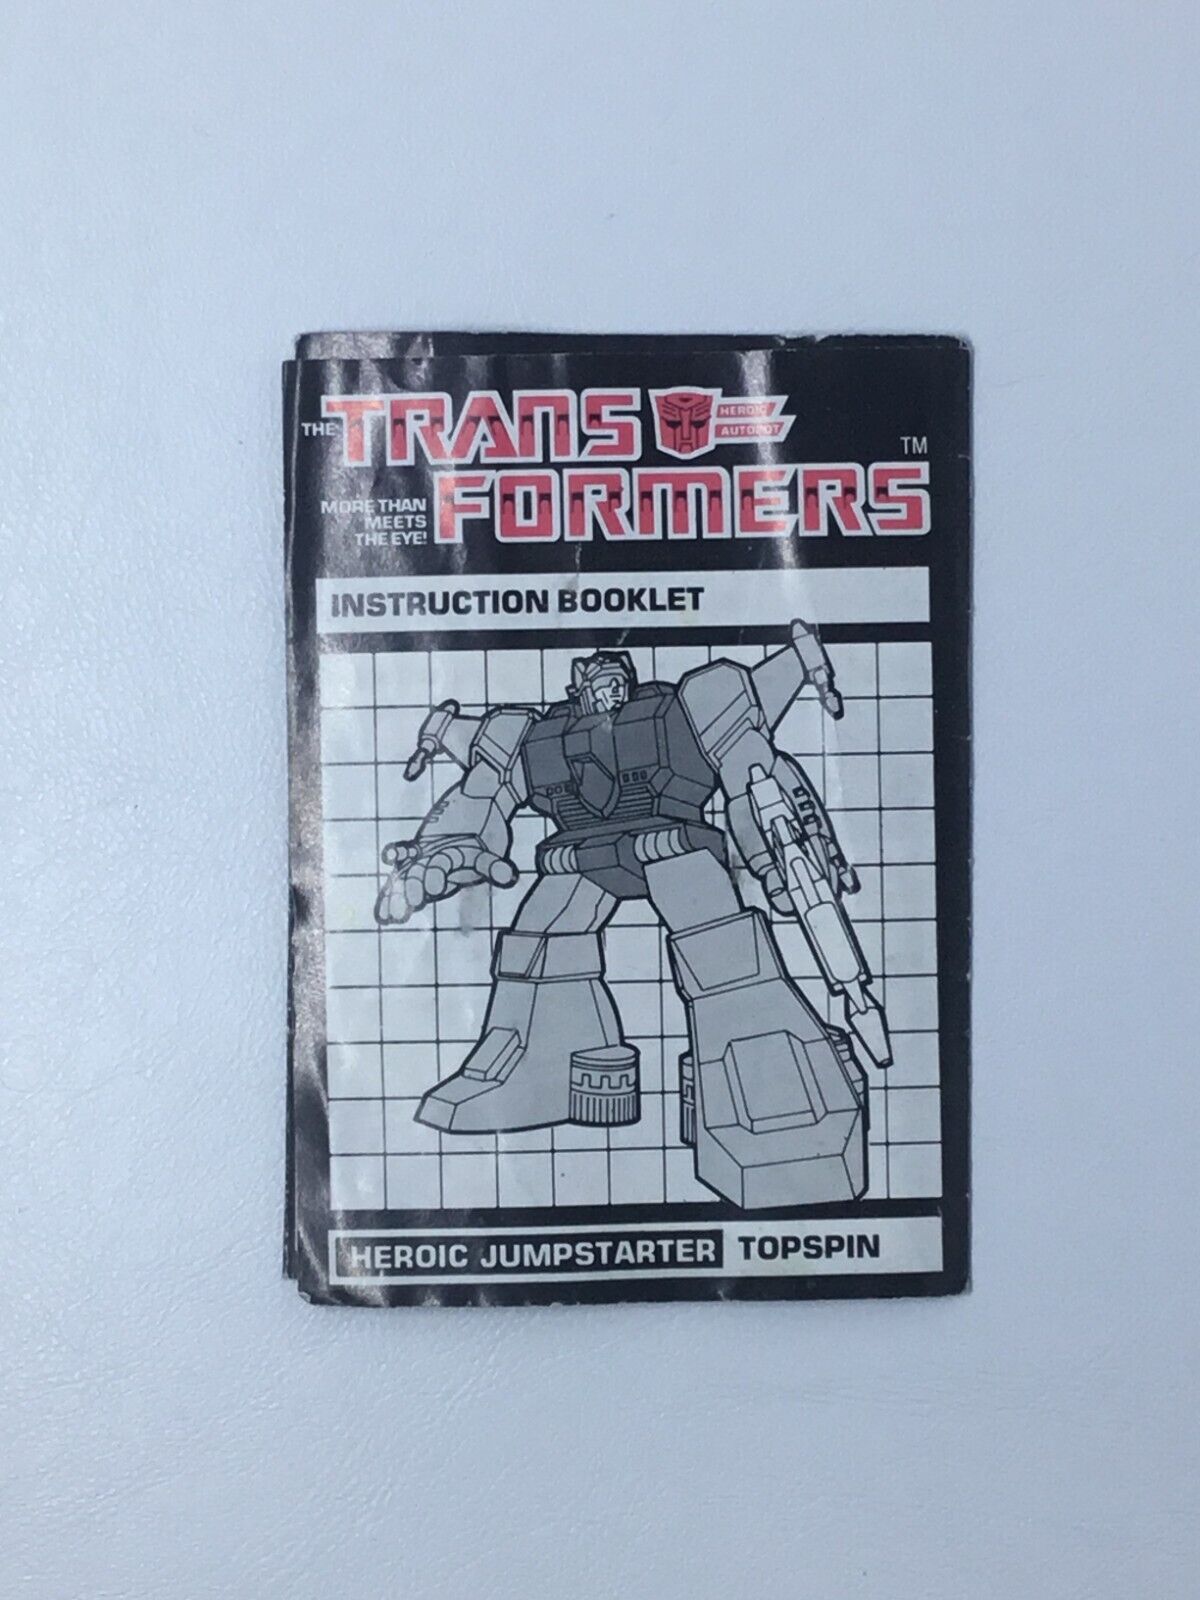 THE TRANS
HEROIC
AUTOBOT
TM
MORE THAN
MEETS
THE EYE!
FORMERS
INSTRUCTION BOOKLET
HEROIC JUMPSTARTER TOPSPIN